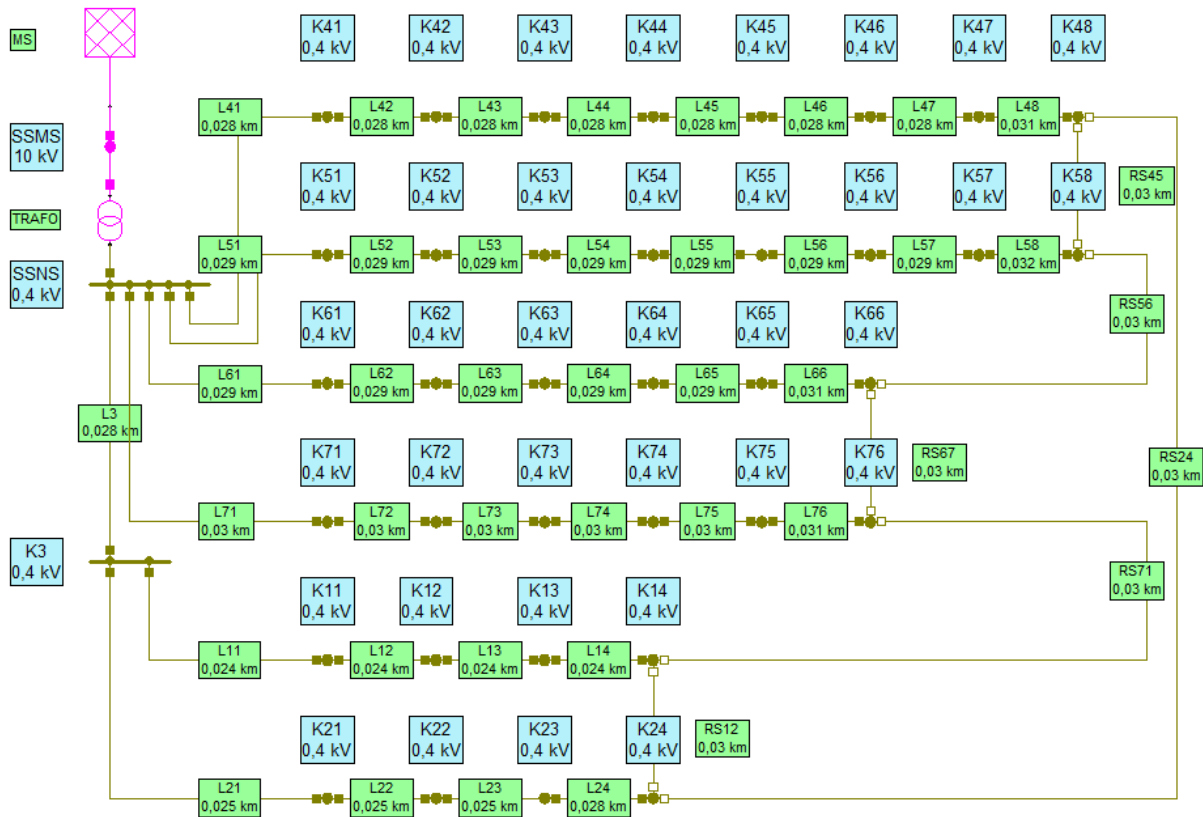 MS
K41
0,4 kV
K42
0,4 kV
K43
0,4 kV
K44
0,4 kV
K45
0,4 kV
K46
0,4 kV
K47
0,4 kV
K48
0,4 kV
L41
0,028 km
L42
0,028 km
L43
0,028 km
L44
0,028 km
L45
0,028 km
L46
0,028 km
L47
0,028 km
L48
0,031 km
SSMS
10 kV
K51
0,4 kV
K52
0,4 kV
K53
0,4 kV
K54
0,4 kV
K55
0,4 kV
K56
0,4 kV
K57
0,4 kV
K58
0,4 kV
RS45
0,03 km
TRAFO
L51
0,029 km
L52
0,029 km
L53
0,029 km
L54
0,029 km
L55
0,029 km
L56
0,029 km
L57
0,029 km
L58
0,032 km
SSNS
0,4 kV
K61
0,4 kV
K62
0,4 kV
K63
0,4 kV
K64
0,4 kV
K65
0,4 kV
K66
0,4 kV
RS56
0,03 km
L61
0,029 km
L62
0,029 km
L63
0,029 km
L64
0,029 km
L65
0,029 km
L66
0,031 km
L3
0,028 km
K71
0,4 kV
K72
0,4 kV
K73
0,4 kV
K74
0,4 kV
K75
0,4 kV
K76
0,4 kV
RS67
0,03 km
RS24
0,03 km
L71
0,03 km
L72
0,03 km
L73
0,03 km
L74
0,03 km
L75
0,03 km
L76
0,031 km
K3
0,4 kV
K11
0,4 kV
K12
0,4 kV
K13
0,4 kV
K14
0,4 kV
RS71
0,03 km
L11
0,024 km
L12
0,024 km
L13
0,024 km
L14
0,024 km
K21
0,4 kV
K22
0,4 kV
K23
0,4 kV
K24
0,4 kV
RS12
0,03 km
L21
0,025 km
L22
0,025 km
L23
0,025 km
L24
0,028 km